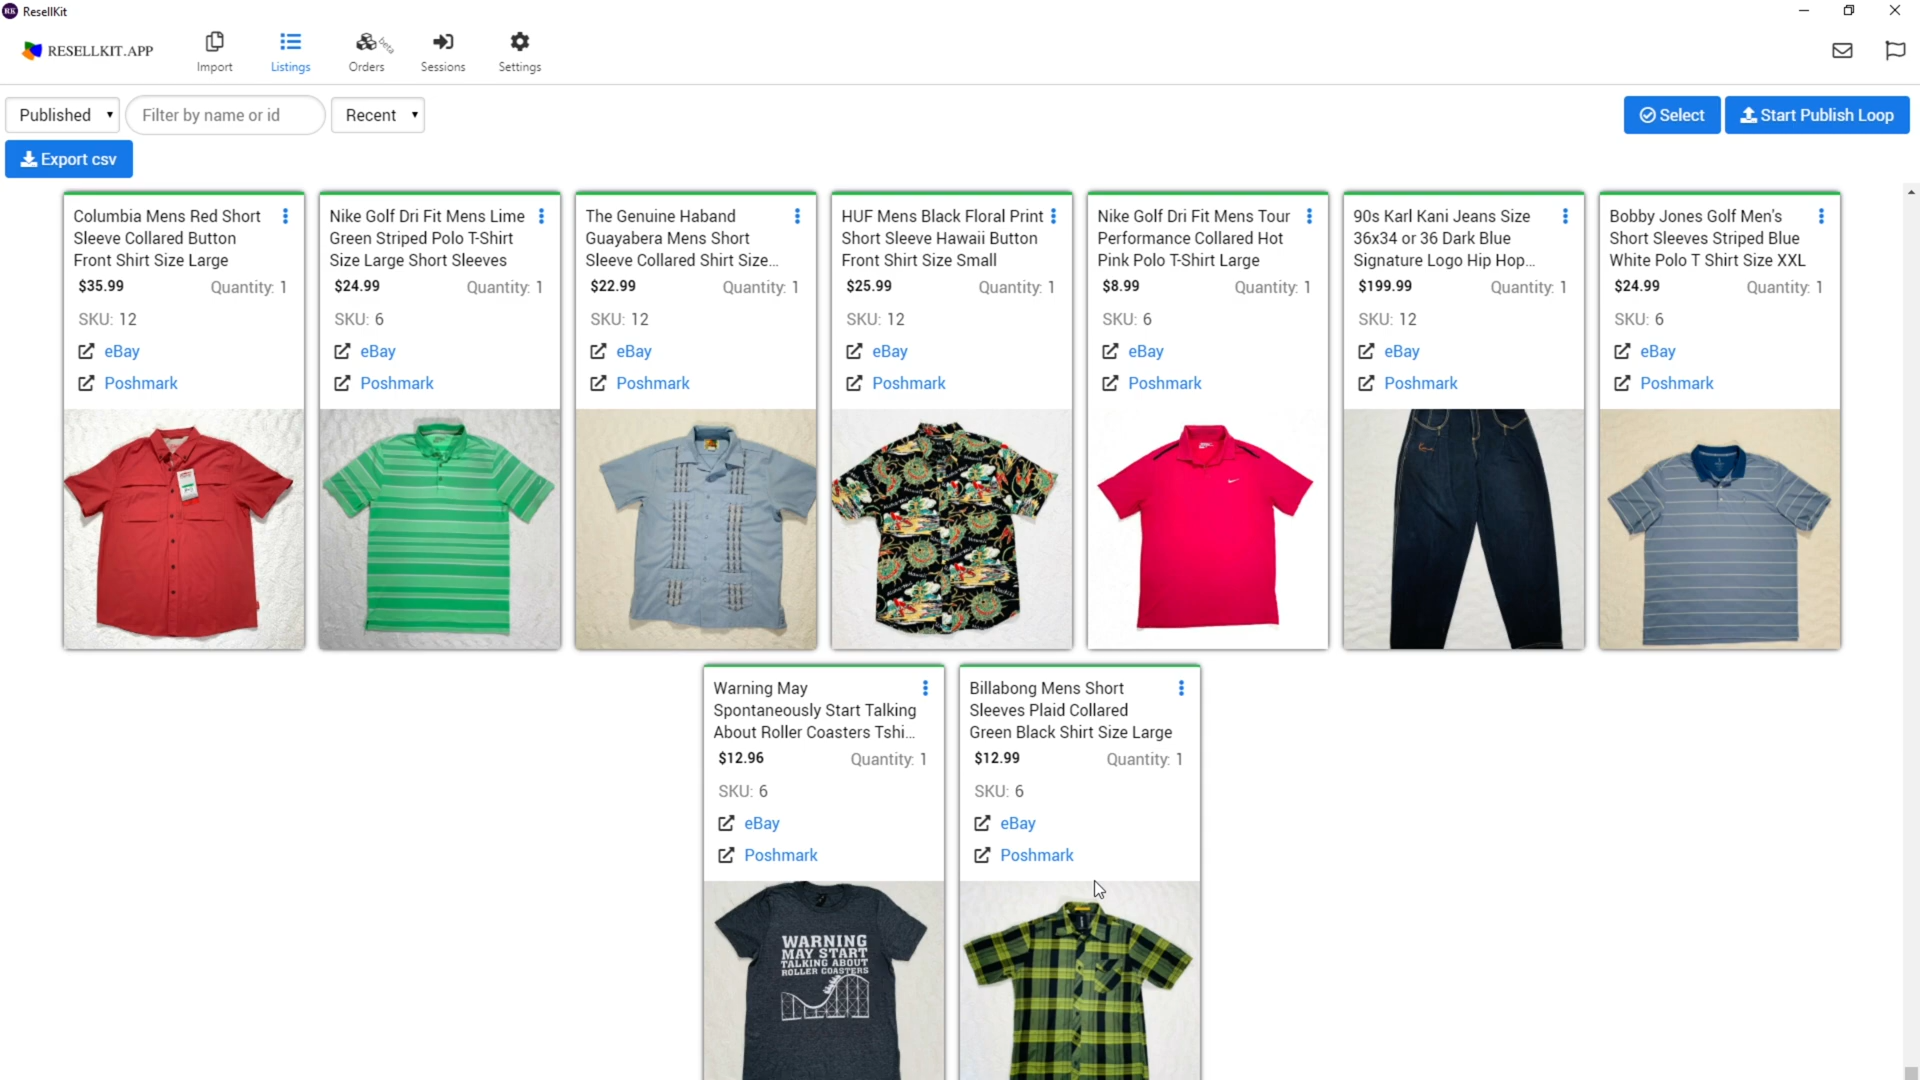 RK ResellKit
RESELLKIT.APP
Import
Listings
Orders
beta
Sessions
Settings
Published
Filter by name or id
Recent
Select
Start Publish Loop
Export csv
Columbia Mens Red Short
Sleeve Collared Button
Front Shirt Size Large
$35.99 Quantity: 1
SKU: 12
eBay
Poshmark
Nike Golf Dri Fit Mens Lime
Green Striped Polo T-Shirt
Size Large Short Sleeves
$24.99 Quantity: 1
SKU: 6
eBay
Poshmark
The Genuine Haband
Guayabera Mens Short
Sleeve Collared Shirt Size...
$22.99 Quantity: 1
SKU: 12
eBay
Poshmark
HUF Mens Black Floral Print
Short Sleeve Hawaii Button
Front Shirt Size Small
$25.99 Quantity: 1
SKU: 12
eBay
Poshmark
Nike Golf Dri Fit Mens Tour
Performance Collared Hot
Pink Polo T-Shirt Large
$8.99 Quantity: 1
SKU: 6
eBay
Poshmark
90s Karl Kani Jeans Size
36x34 or 36 Dark Blue
Signature Logo Hip Hop...
$199.99 Quantity: 1
SKU: 12
eBay
Poshmark
Bobby Jones Golf Men's
Short Sleeves Striped Blue
White Polo T Shirt Size XXL
$24.99 Quantity: 1
SKU: 6
eBay
Poshmark
Warning May
Spontaneously Start Talking
About Roller Coasters Tshi...
$12.96 Quantity: 1
SKU: 6
eBay
Poshmark
WARNING
MAY START
TALKING ABOUT
ROLLER COASTERS
Billabong Mens Short
Sleeves Plaid Collared
Green Black Shirt Size Large
$12.99 Quantity: 1
SKU: 6
eBay
Poshmark